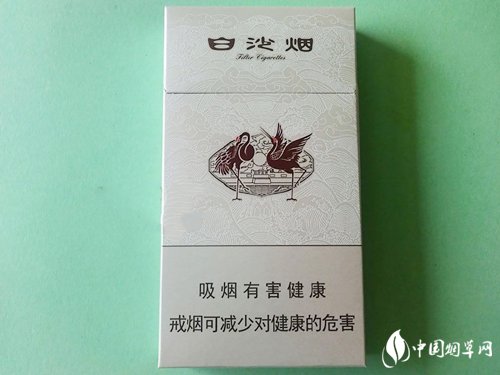 白沙烟
Filter Cigarettes
吸烟有害健康
戒烟可减少对健康的危害
中国烟草网